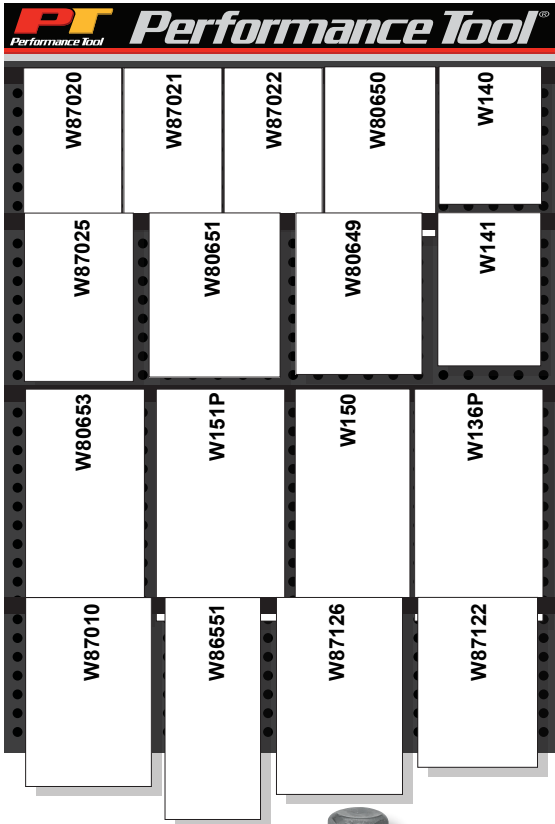 PT
Performance Tool
Performance Tool®
W87020
W87021
W87022
W80650
W140
W87025
W80651
W80649
W141
W80653
W151P
W150
W136P
W87010
W86551
W87126
W87122